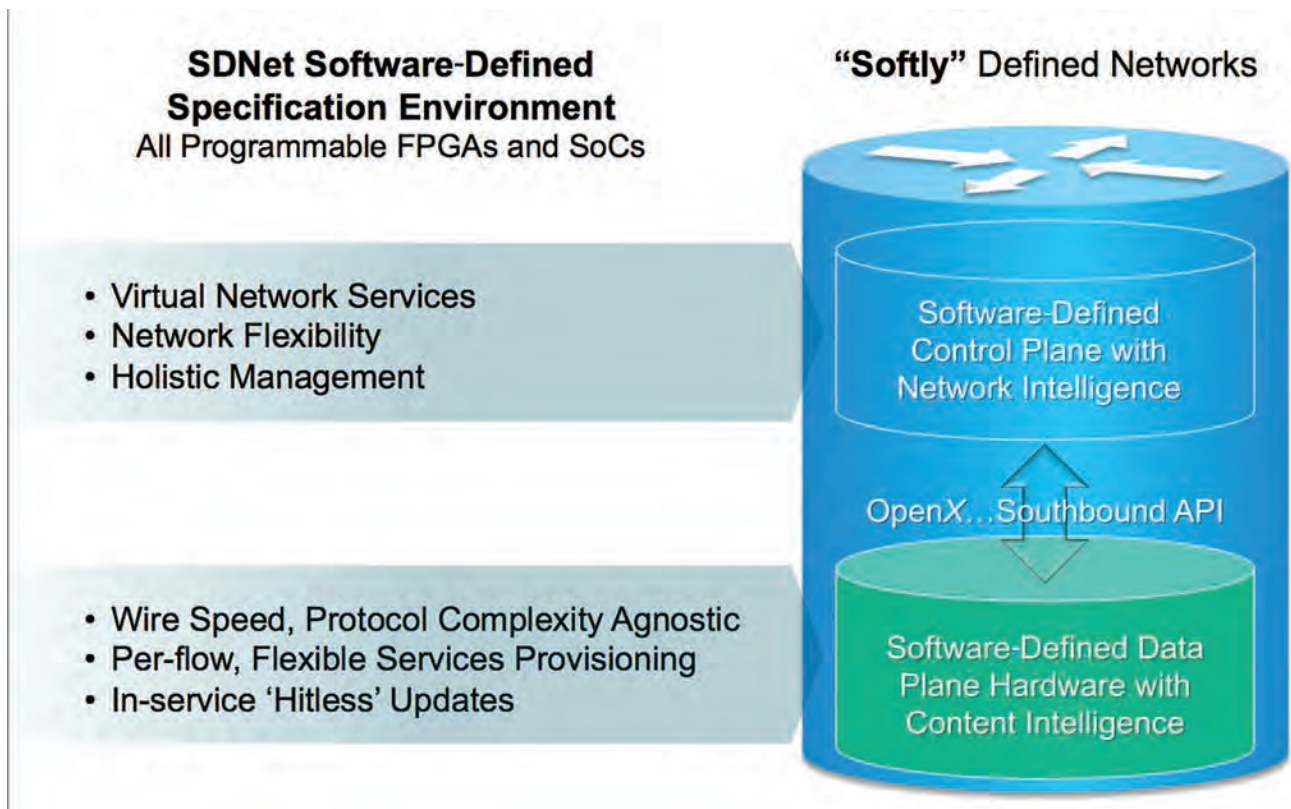 SDNet Software-Defined
Specification Environment
All Programmable FPGAs and SoCs
“Softly” Defined Networks
• Virtual Network Services
• Network Flexibility
• Holistic Management
Software-Defined
Control Plane with
Network Intelligence
OpenX...Southbound API
• Wire Speed, Protocol Complexity Agnostic
• Per-flow, Flexible Services Provisioning
• In-service ‘Hitless’ Updates
Software-Defined Data
Plane Hardware with
Content Intelligence